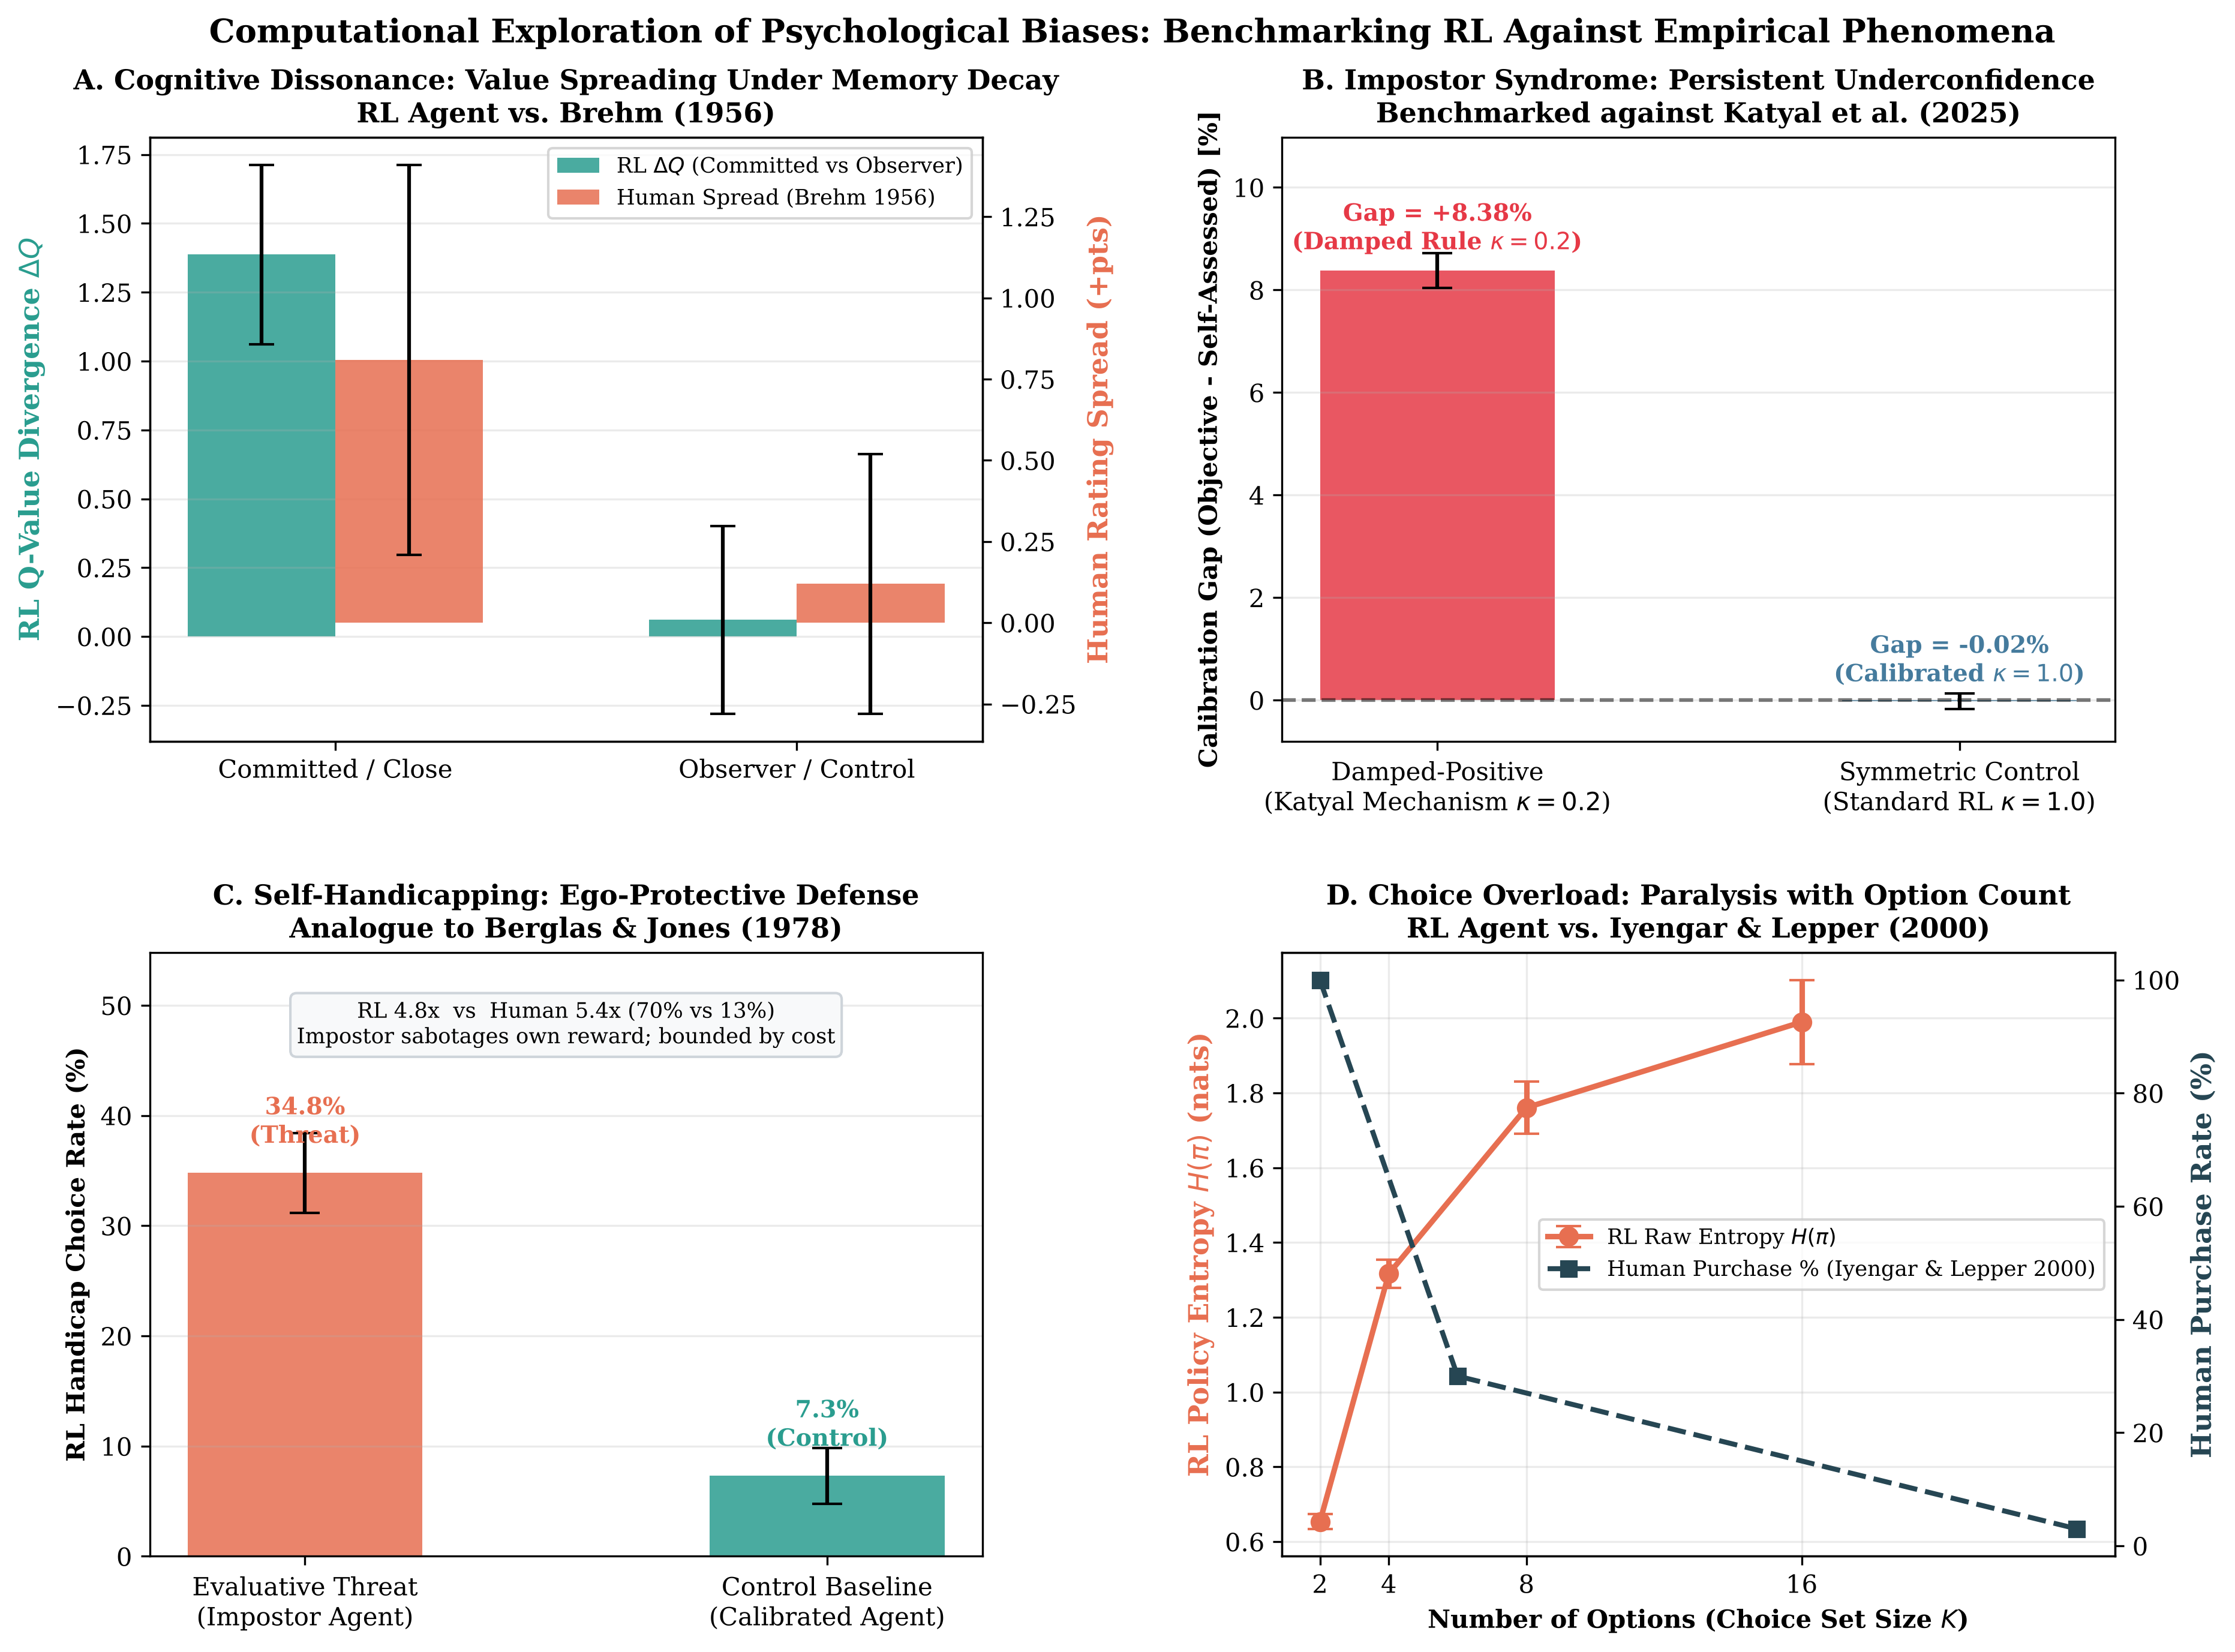 Computational Exploration of Psychological Biases: Benchmarking RL Against Empirical Phenomena
A. Cognitive Dissonance: Value Spreading Under Memory Decay
RL Agent vs. Brehm (1956)
RL Q-Value Divergence ΔQ
1.75
1.50
1.25
1.00
0.75
0.50
0.25
0.00
−0.25
RL ΔQ (Committed vs Observer)
Human Spread (Brehm 1956)
1.25
1.00
0.75
0.50
0.25
0.00
−0.25
Human Rating Spread (+pts)
Committed / Close
Observer / Control
B. Impostor Syndrome: Persistent Underconfidence
Benchmarked against Katyal et al. (2025)
Calibration Gap (Objective - Self-Assessed) [%]
10
8
6
4
2
0
Gap = +8.38%
(Damped Rule κ = 0.2)
Gap = -0.02%
(Calibrated κ = 1.0)
Damped-Positive
(Katyal Mechanism κ = 0.2)
Symmetric Control
(Standard RL κ = 1.0)
C. Self-Handicapping: Ego-Protective Defense
Analogue to Berglas & Jones (1978)
RL Handicap Choice Rate (%)
50
40
30
20
10
0
RL 4.8x  vs  Human 5.4x (70% vs 13%)
Impostor sabotages own reward; bounded by cost
34.8%
(Threat)
7.3%
(Control)
Evaluative Threat
(Impostor Agent)
Control Baseline
(Calibrated Agent)
D. Choice Overload: Paralysis with Option Count
RL Agent vs. Iyengar & Lepper (2000)
RL Policy Entropy H(π) (nats)
2.0
1.8
1.6
1.4
1.2
1.0
0.8
0.6
RL Raw Entropy H(π)
Human Purchase % (Iyengar & Lepper 2000)
100
80
60
40
20
0
Human Purchase Rate (%)
2
4
8
16
Number of Options (Choice Set Size K)